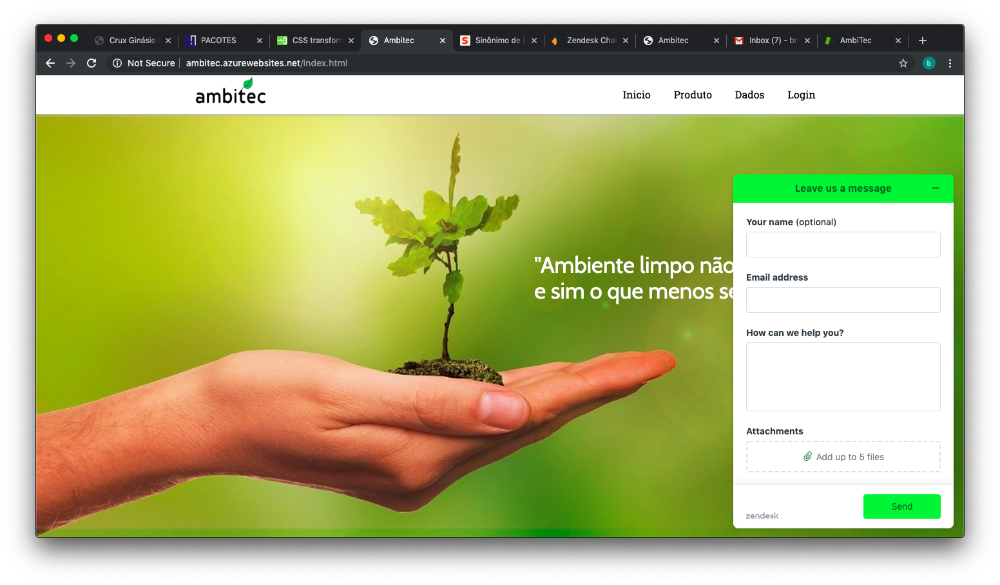 Crux Ginásio
PACOTES
CSS transform
Ambitec
Sinônimo de
Zendesk Chat
Ambitec
Inbox (7) - br
AmbiTec
Not Secure
ambitec.azurewebsites.net/index.html
b
ambitec
Inicio
Produto
Dados
Login
"Ambiente limpo não
e sim o que menos se
Leave us a message
Your name (optional)
Email address
How can we help you?
Attachments
Add up to 5 files
zendesk
Send